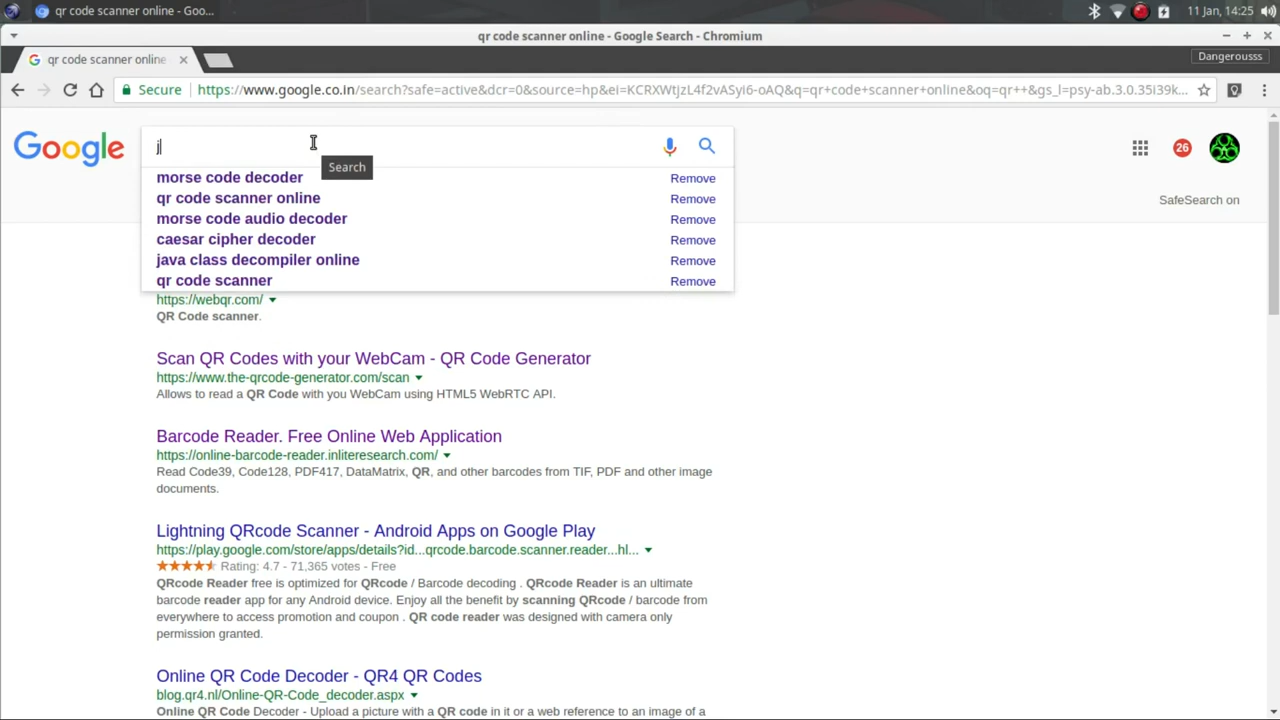 qr code scanner online - Goo...
11 Jan, 14:25
qr code scanner online - Google Search - Chromium
qr code scanner online
Dangerousss
Secure
https://www.google.co.in/search?safe=active&dcr=0&source=hp&ei=KCRXWtjzL4f2vASyi6-oAQ&q=qr+code+scanner+online&oq=qr++&gs_l=psy-ab.3.0.35i39k...
Google
j
26
Search
morse code decoder Remove
qr code scanner online Remove
SafeSearch on
morse code audio decoder Remove
caesar cipher decoder Remove
java class decompiler online Remove
qr code scanner Remove
https://webqr.com/
QR Code scanner.
Scan QR Codes with your WebCam - QR Code Generator
https://www.the-qrcode-generator.com/scan
Allows to read a QR Code with you WebCam using HTML5 WebRTC API.
Barcode Reader. Free Online Web Application
https://online-barcode-reader.inliteresearch.com/
Read Code39, Code128, PDF417, DataMatrix, QR, and other barcodes from TIF, PDF and other image
documents.
Lightning QRcode Scanner - Android Apps on Google Play
https://play.google.com/store/apps/details?id...qrcode.barcode.scanner.reader...hl...
Rating: 4.7 - 71,365 votes - Free
QRcode Reader free is optimized for QRcode / Barcode decoding . QRcode Reader is an ultimate
barcode reader app for any Android device. Enjoy all the benefit by scanning QRcode / barcode from
everywhere to access promotion and coupon . QR code reader was designed with camera only
permission granted.
Online QR Code Decoder - QR4 QR Codes
blog.qr4.nl/Online-QR-Code_decoder.aspx
Online QR Code Decoder - Upload a picture with a QR code in it or a web reference to an image of a